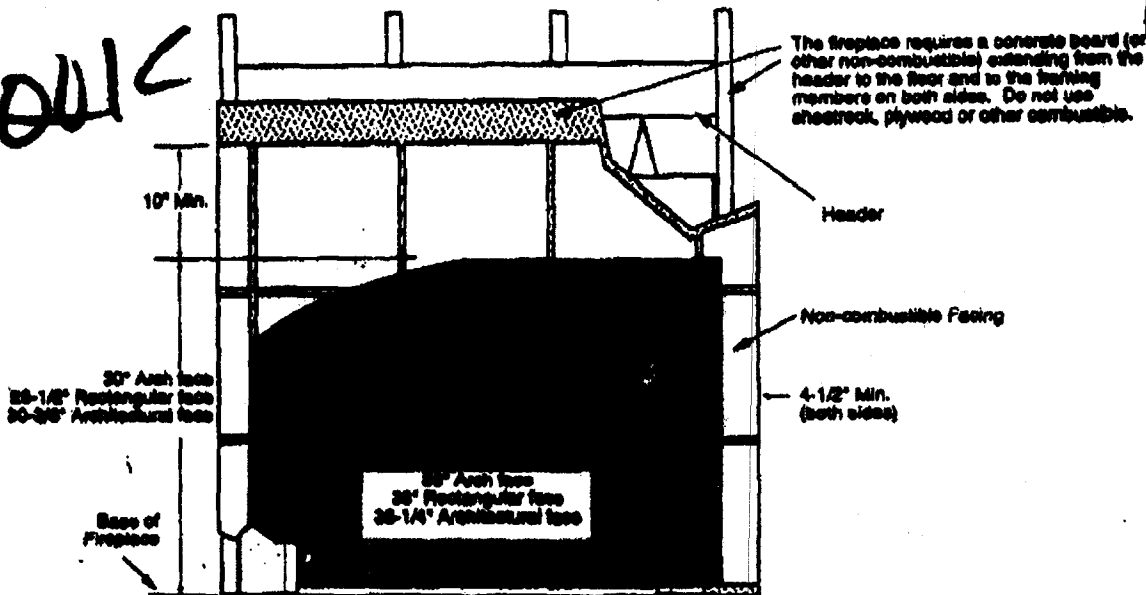 The fireplace requires a concrete board (or
other non-combustible) extending from the
header to the floor and to the framing
members on both sides. Do not use
sheetrock, plywood or other combustible.
10" Min.
Header
Non-combustible Facing
30" Arch face
Rectangular face
Architectural face
4-1/2" Min.
(both sides)
Arch face
Rectangular face
Architectural face
Base of
Fireplace